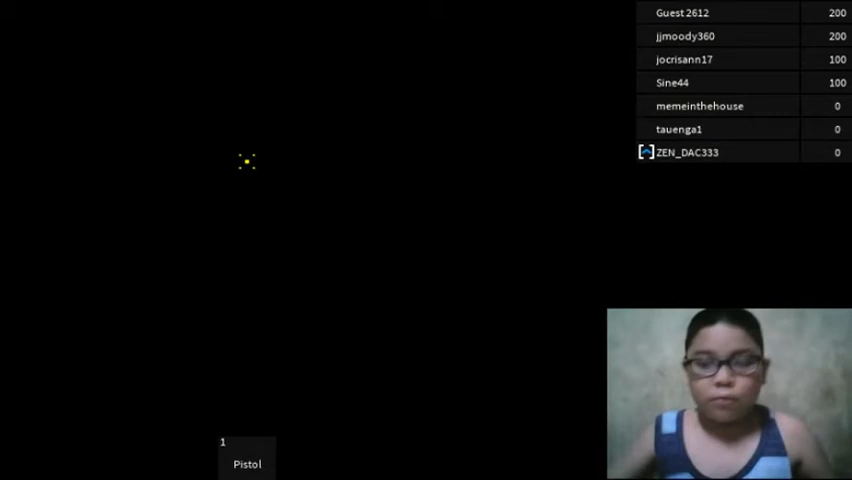 Guest 2612 200
jjmoody360 200
jocrisann17 100
Sine44 100
memeinthehouse 0
tauenga1 0
ZEN_DAC333 0
1
Pistol